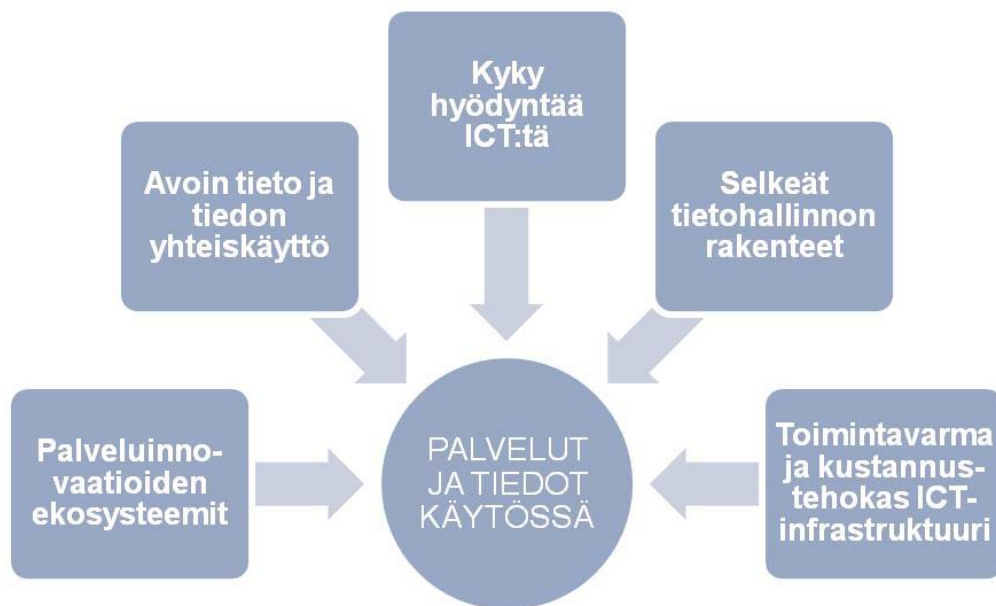 Kyky
hyödyntää
ICT:tä
Avoin tieto ja
tiedon
yhteiskäyttö
Selkeät
tietohallinnon
rakenteet
Palveluinno-
vaatioiden
ekosysteemit
PALVELUT
JA TIEDOT
KÄYTÖSSÄ
Toimintavarma
ja kustannus-
tehokas ICT-
infrastruktuuri